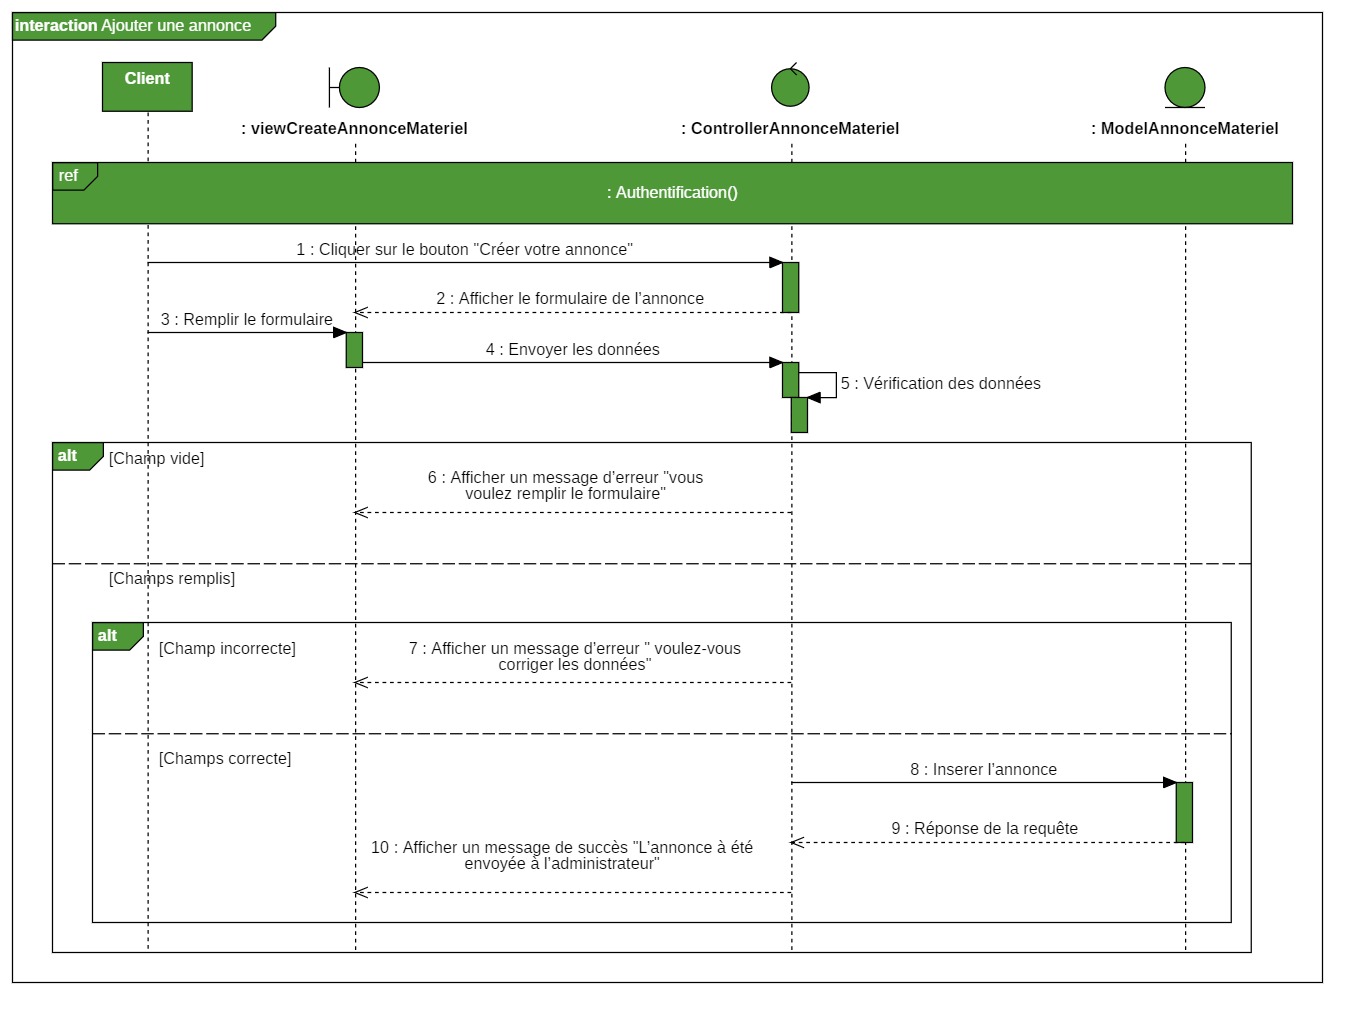 interaction Ajouter une annonce
Client
: viewCreateAnnonceMateriel
: ControllerAnnonceMateriel
: ModelAnnonceMateriel
ref
: Authentification()
1 : Cliquer sur le bouton "Créer votre annonce"
2 : Afficher le formulaire de l'annonce
3 : Remplir le formulaire
4 : Envoyer les données
5 : Vérification des données
alt
[Champ vide]
6 : Afficher un message d'erreur "vous
voulez remplir le formulaire"
[Champs remplis]
alt
[Champ incorrecte]
7 : Afficher un message d'erreur " voulez-vous
corriger les données"
[Champs correcte]
8 : Inserer l'annonce
9 : Réponse de la requête
10 : Afficher un message de succès "L'annonce à été
envoyée à l'administrateur"